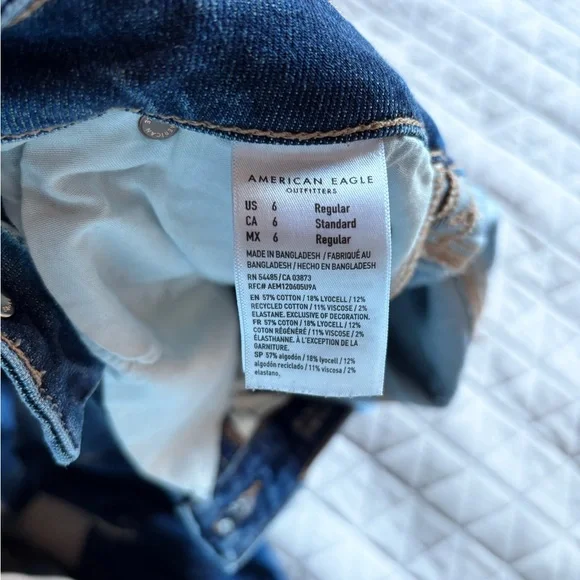 AMERICAN EAGLE
OUTFITTERS
US 6 Regular
CA 6 Standard
MX 6 Regular
MADE IN BANGLADESH / FABRIQUÉ AU
BANGLADESH / HECHO EN BANGLADESH
RN 54485/CA 03873
RFC# AEM120605U9A
EN 57% COTTON / 18% LYOCELL / 12%
RECYCLED COTTON / 11% VISCOSE / 2%
ELASTANE. EXCLUSIVE OF DECORATION.
FR 57% COTON / 18% LYOCELL / 12%
COTON RÉGÉNÉRÉ / 11% VISCOSE / 2%
ÉLASTHANNE. À L'EXCEPTION DE LA
GARNITURE.
SP 57% algodón / 18% lyocell / 12%
algodón reciclado / 11% viscosa / 2%
elastano.